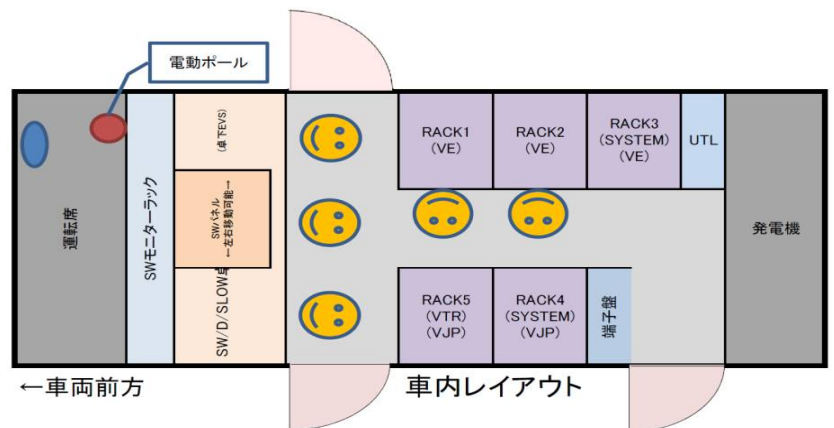 電動ポール
運転席
SWモニターラック
(卓下EVS)
SWパネル
←左右移動可能→
SW/D/SLOW卓
RACK1
(VE)
RACK2
(VE)
RACK3
(SYSTEM)
(VE)
UTL
発電機
RACK5
(VTR)
(VJP)
RACK4
(SYSTEM)
(VJP)
端子盤
←車両前方
車内レイアウト